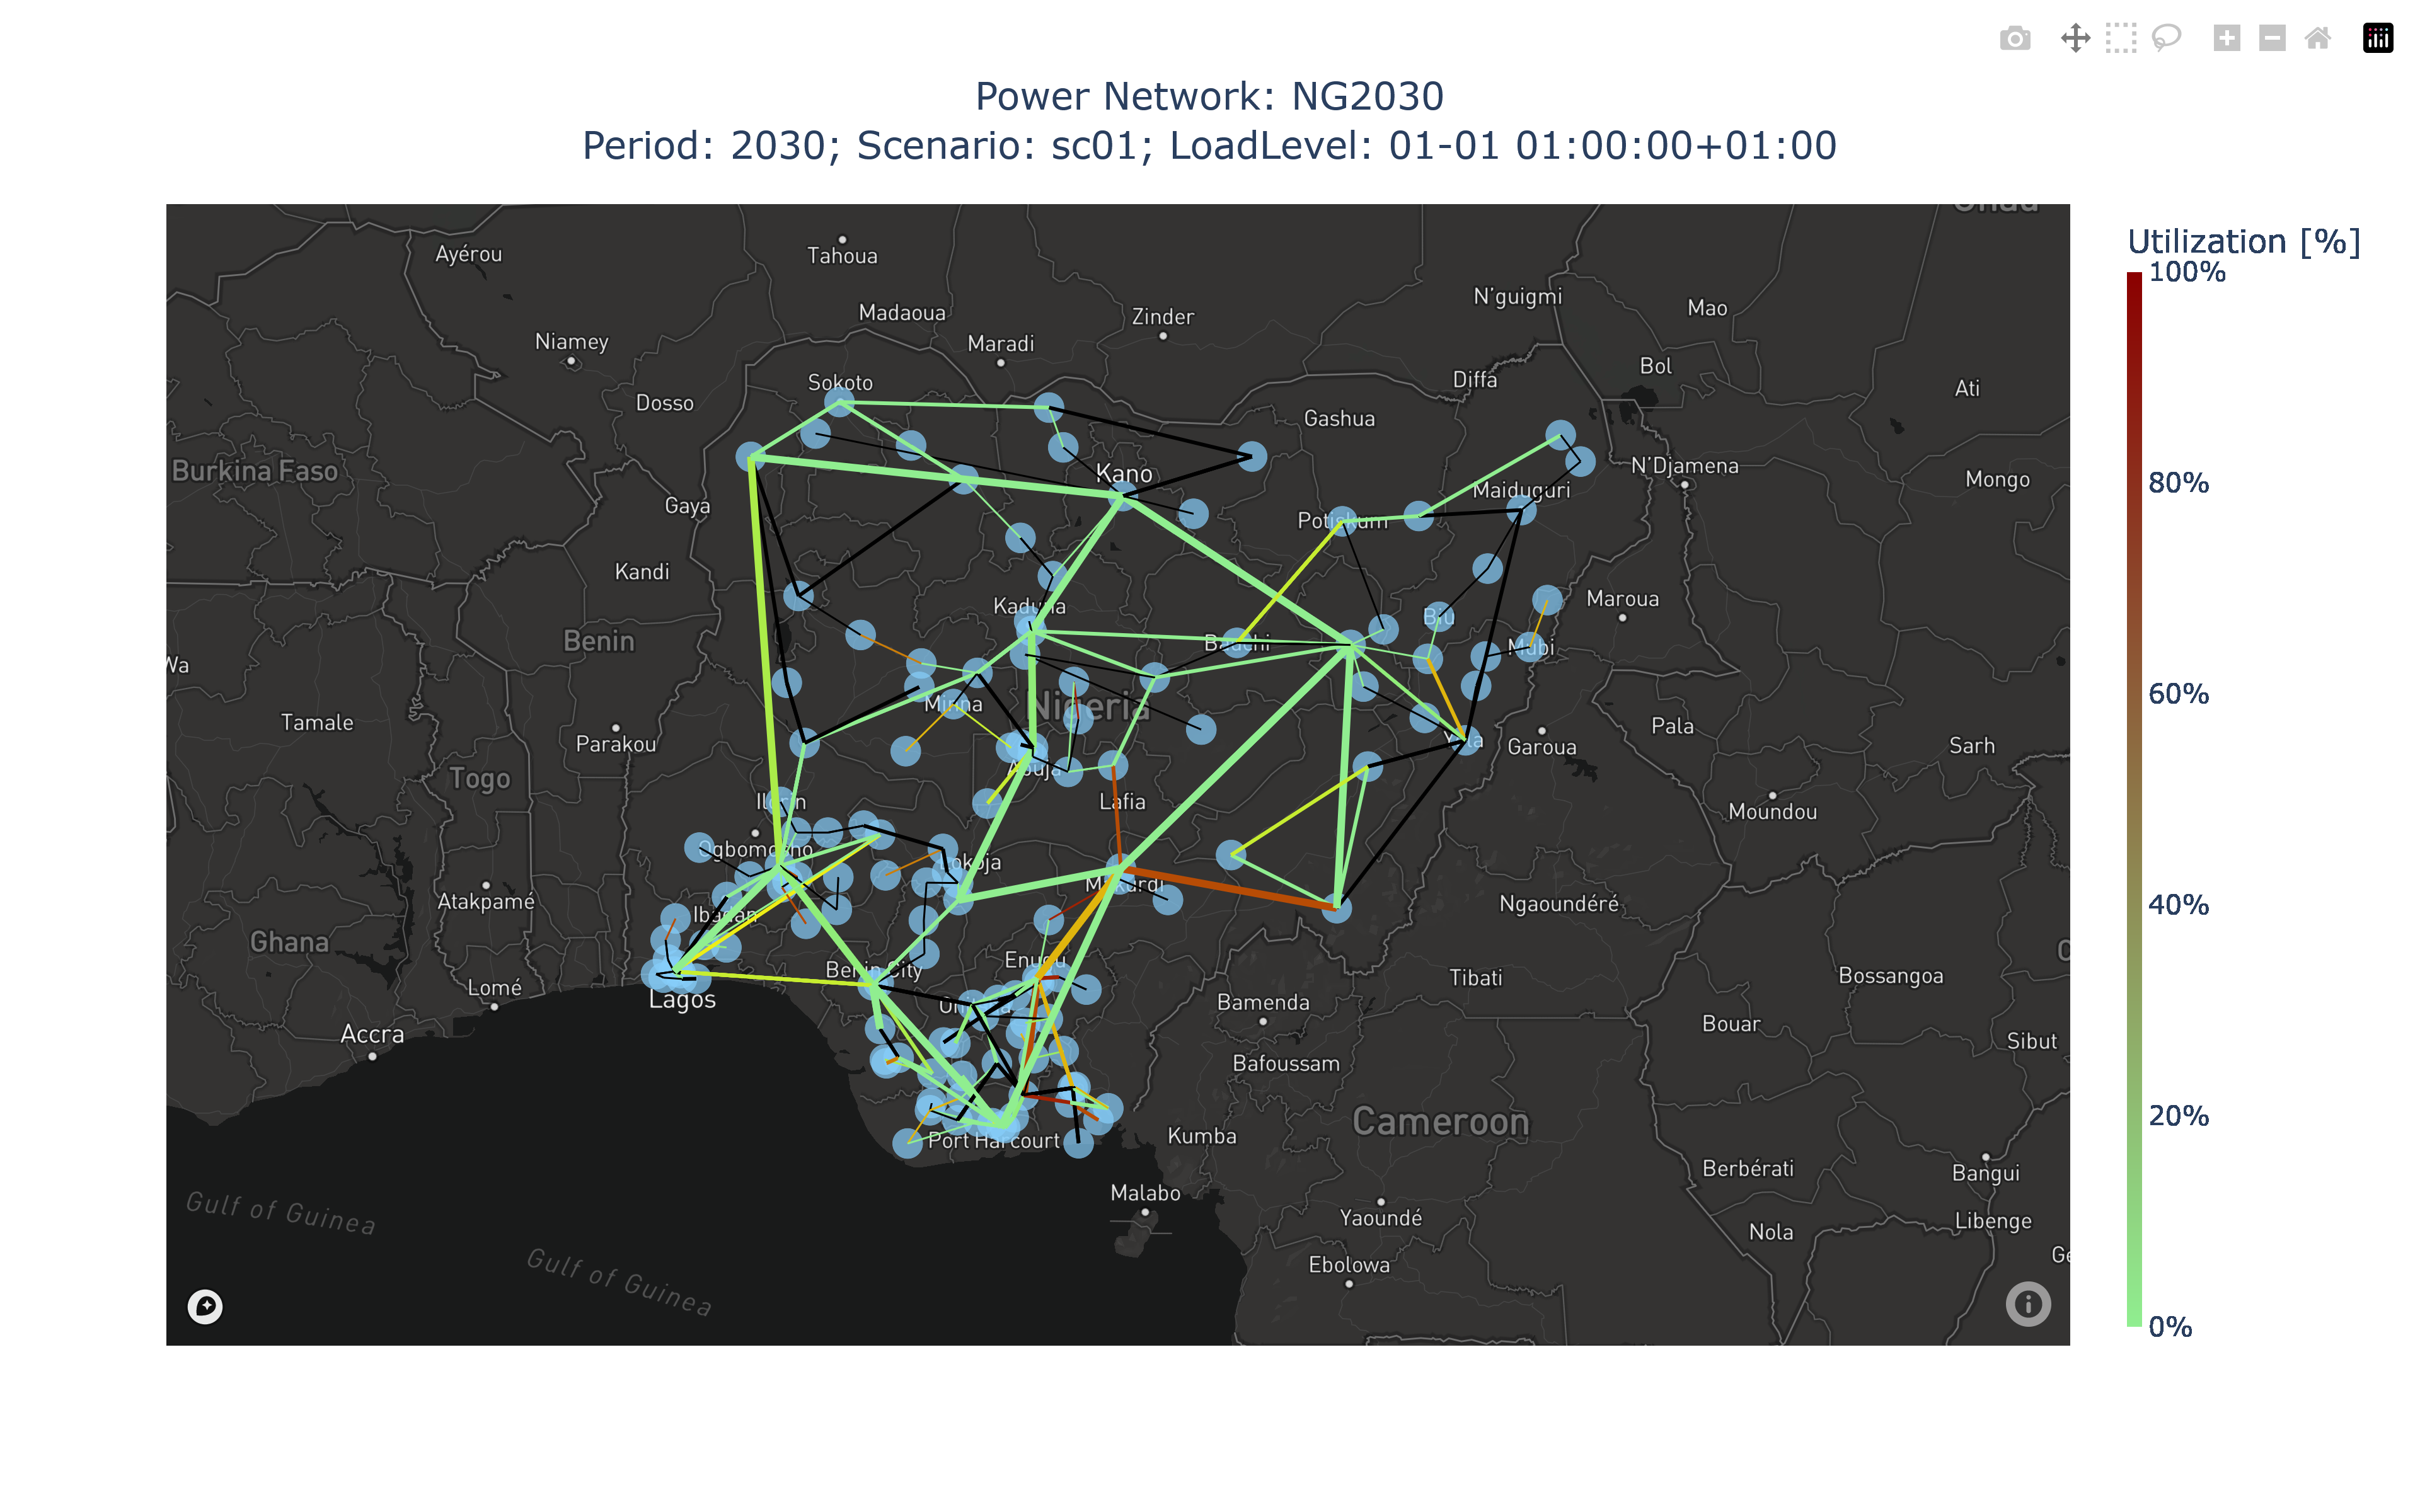 Power Network: NG2030
Period: 2030; Scenario: sc01; LoadLevel: 01-01 01:00:00+01:00
Utilization [%]
100%
80%
60%
40%
20%
0%
Ayérou
Tahoua
N'guigmi
Mao
Madaoua
Zinder
Niamey
Maradi
Bol
Diffa
Sokoto
Ati
Dosso
Gashua
Burkina Faso
Kano
N'Djamena
Mongo
Gaya
Maiduguri
Potiskum
Kandi
Maroua
Kaduna
Biu
Benin
Bauchi
Mubi
Wa
Minna
Nigeria
Tamale
Pala
Parakou
Yola
Garoua
Sarh
Togo
Abuja
Ilorin
Lafia
Moundou
Ogbomosho
Lokoja
Makurdi
Atakpamé
Ibadan
Ngaoundéré
Ghana
Enugu
Benin City
Tibati
Bossangoa
Lomé
Lagos
Bamenda
Accra
Bouar
Sibut
Bafoussam
Cameroon
Port Harcourt
Kumba
Berbérati
Bangui
Malabo
Gulf of Guinea
Yaoundé
Nola
Libenge
Gulf of Guinea
Ebolowa